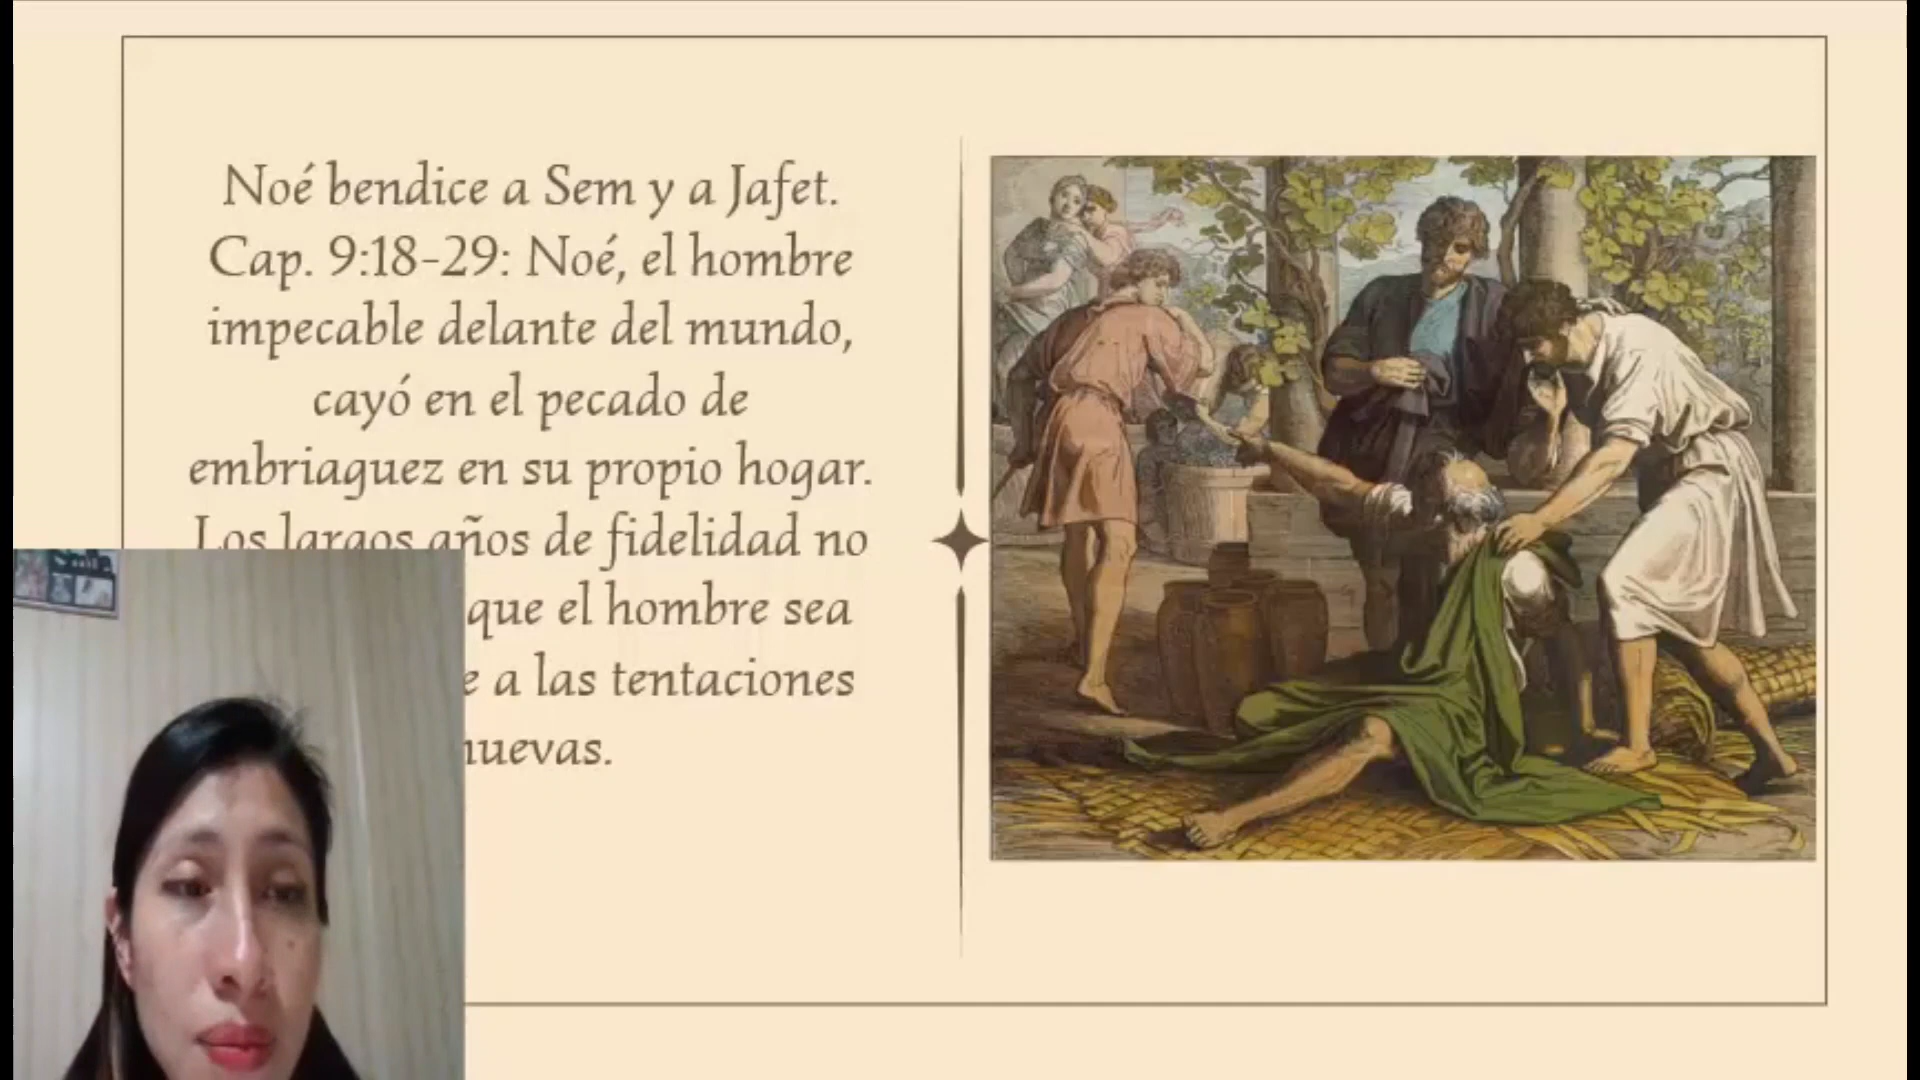 Noé bendice a Sem y a Jafet.
Cap. 9:18-29: Noé, el hombre
impecable delante del mundo,
cayó en el pecado de
embriaguez en su propio hogar.
Los largos años de fidelidad no
que el hombre sea
a las tentaciones
nuevas.